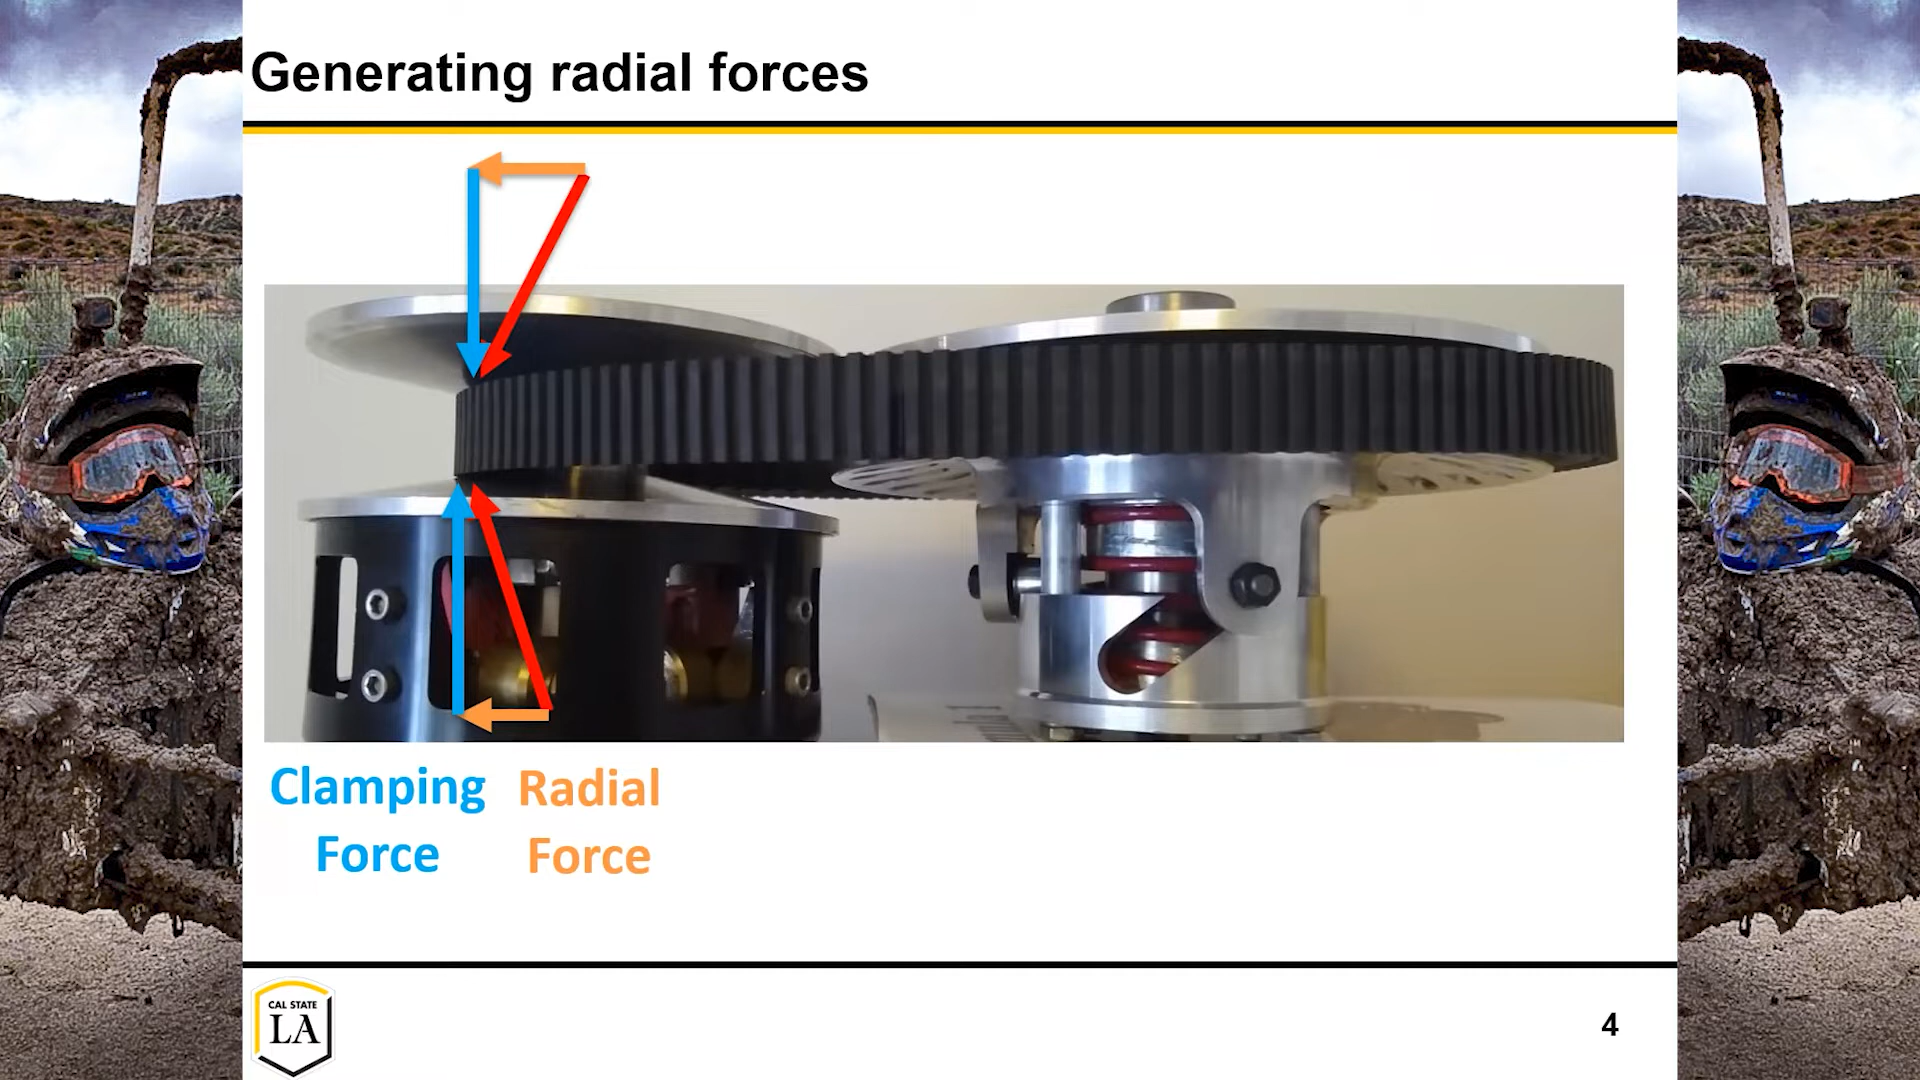 Generating radial forces
Clamping Radial
Force Force
CAL STATE
LA
4